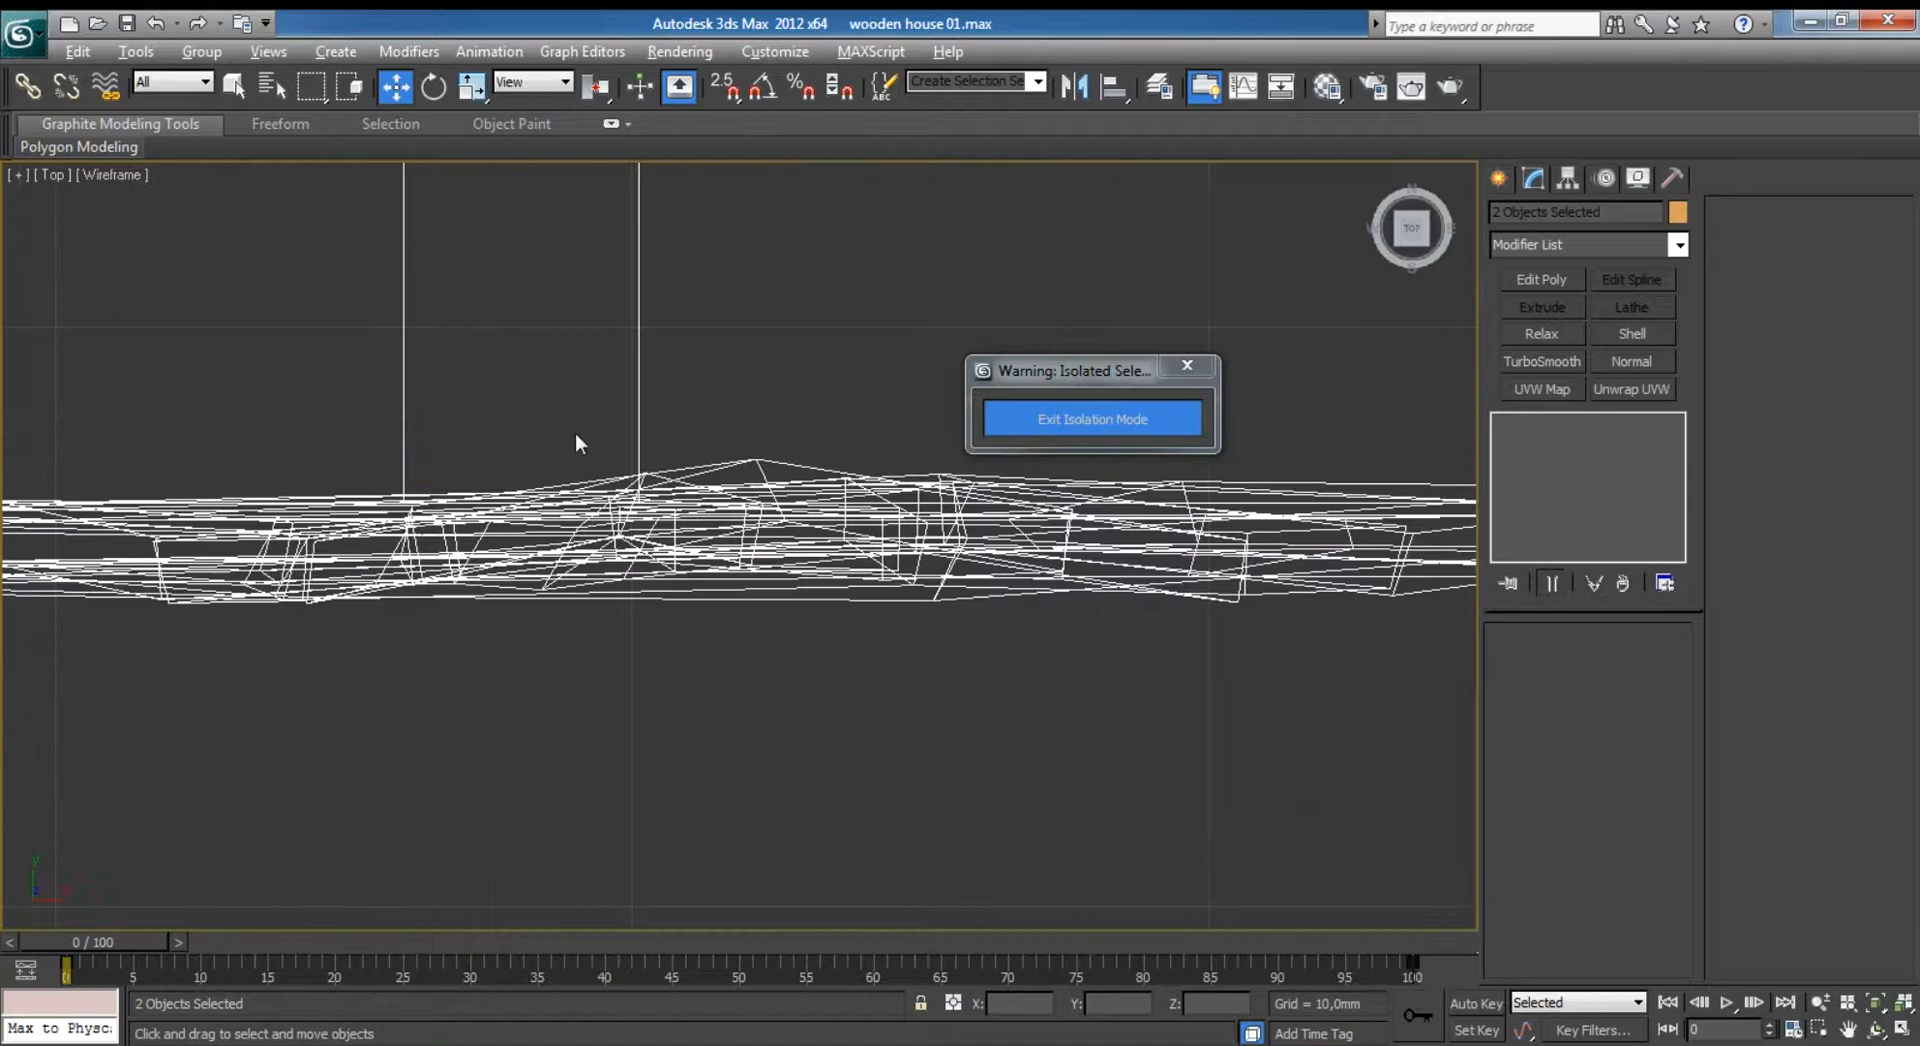 Autodesk 3ds Max 2012 x64 wooden house 01.max
Type a keyword or phrase
Edit Tools Group Views Create Modifiers Animation Graph Editors Rendering Customize MAXScript Help
All
View
2.5
%
ABC
Create Selection Se
Graphite Modeling Tools Freeform Selection Object Paint
Polygon Modeling
[ + ] [ Top ] [ Wireframe ]
TOP
Warning: Isolated Sele...
Exit Isolation Mode
2 Objects Selected
Modifier List
Edit Poly Edit Spline
Extrude Lathe
Relax Shell
TurboSmooth Normal
UVW Map Unwrap UVW
y
< 0 / 100 >
0 5 10 15 20 25 30 35 40 45 50 55 60 65 70 75 80 85 90 95 100
2 Objects Selected X: Y: Z: Grid = 10,0mm Auto Key Selected
Max to Physc: Click and drag to select and move objects Add Time Tag Set Key Key Filters... 0